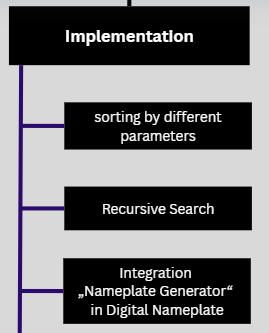 Implementation
sorting by different
parameters
Recursive Search
Integration
„Nameplate Generator“
in Digital Nameplate